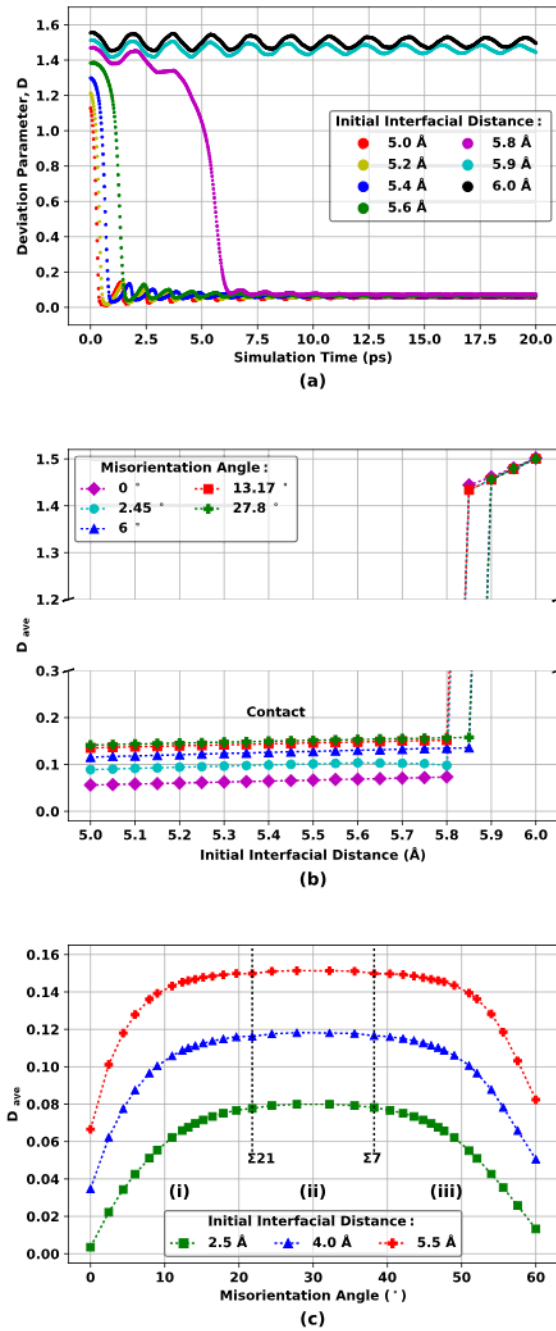 Deviation Parameter, D
1.6
1.4
1.2
1.0
0.8
0.6
0.4
0.2
0.0
Initial Interfacial Distance :
5.0 Å 5.8 Å
5.2 Å 5.9 Å
5.4 Å 6.0 Å
5.6 Å
0.0 2.5 5.0 7.5 10.0 12.5 15.0 17.5 20.0
Simulation Time (ps)
(a)
D ave
1.5
1.4
1.3
1.2
0.3
0.2
0.1
0.0
Misorientation Angle :
0 ° 13.17 °
2.45 ° 27.8 °
6 °
Contact
5.0 5.1 5.2 5.3 5.4 5.5 5.6 5.7 5.8 5.9 6.0
Initial Interfacial Distance (Å)
(b)
D ave
0.16
0.14
0.12
0.10
0.08
0.06
0.04
0.02
0.00
Σ21 Σ7
(i) (ii) (iii)
Initial Interfacial Distance :
2.5 Å 4.0 Å 5.5 Å
0 10 20 30 40 50 60
Misorientation Angle (°)
(c)